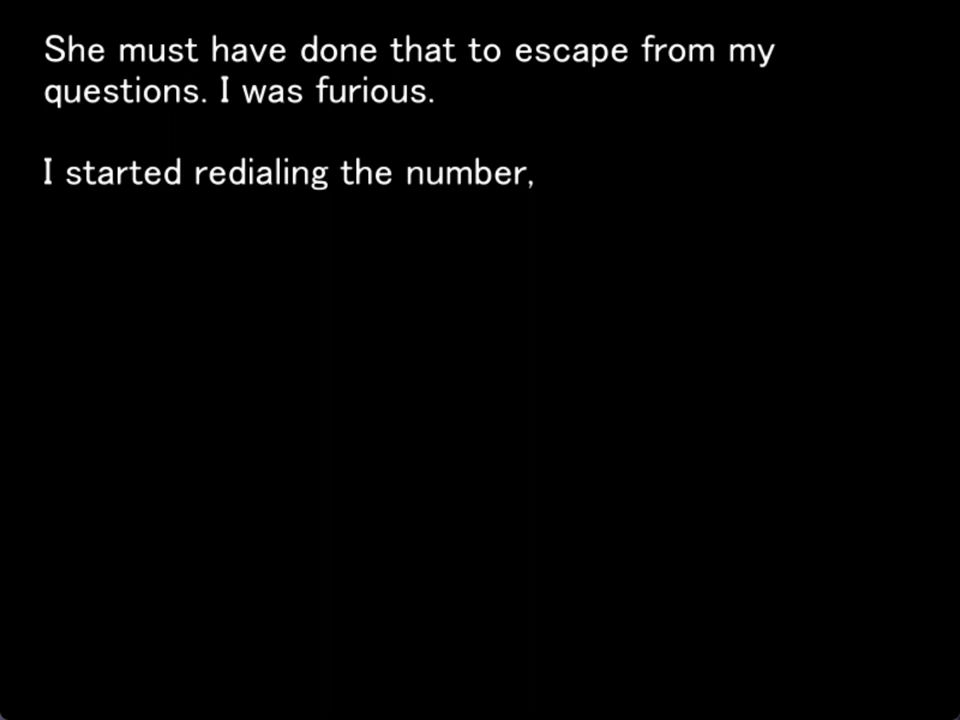 She must have done that to escape from my
questions. I was furious.
I started redialing the number,